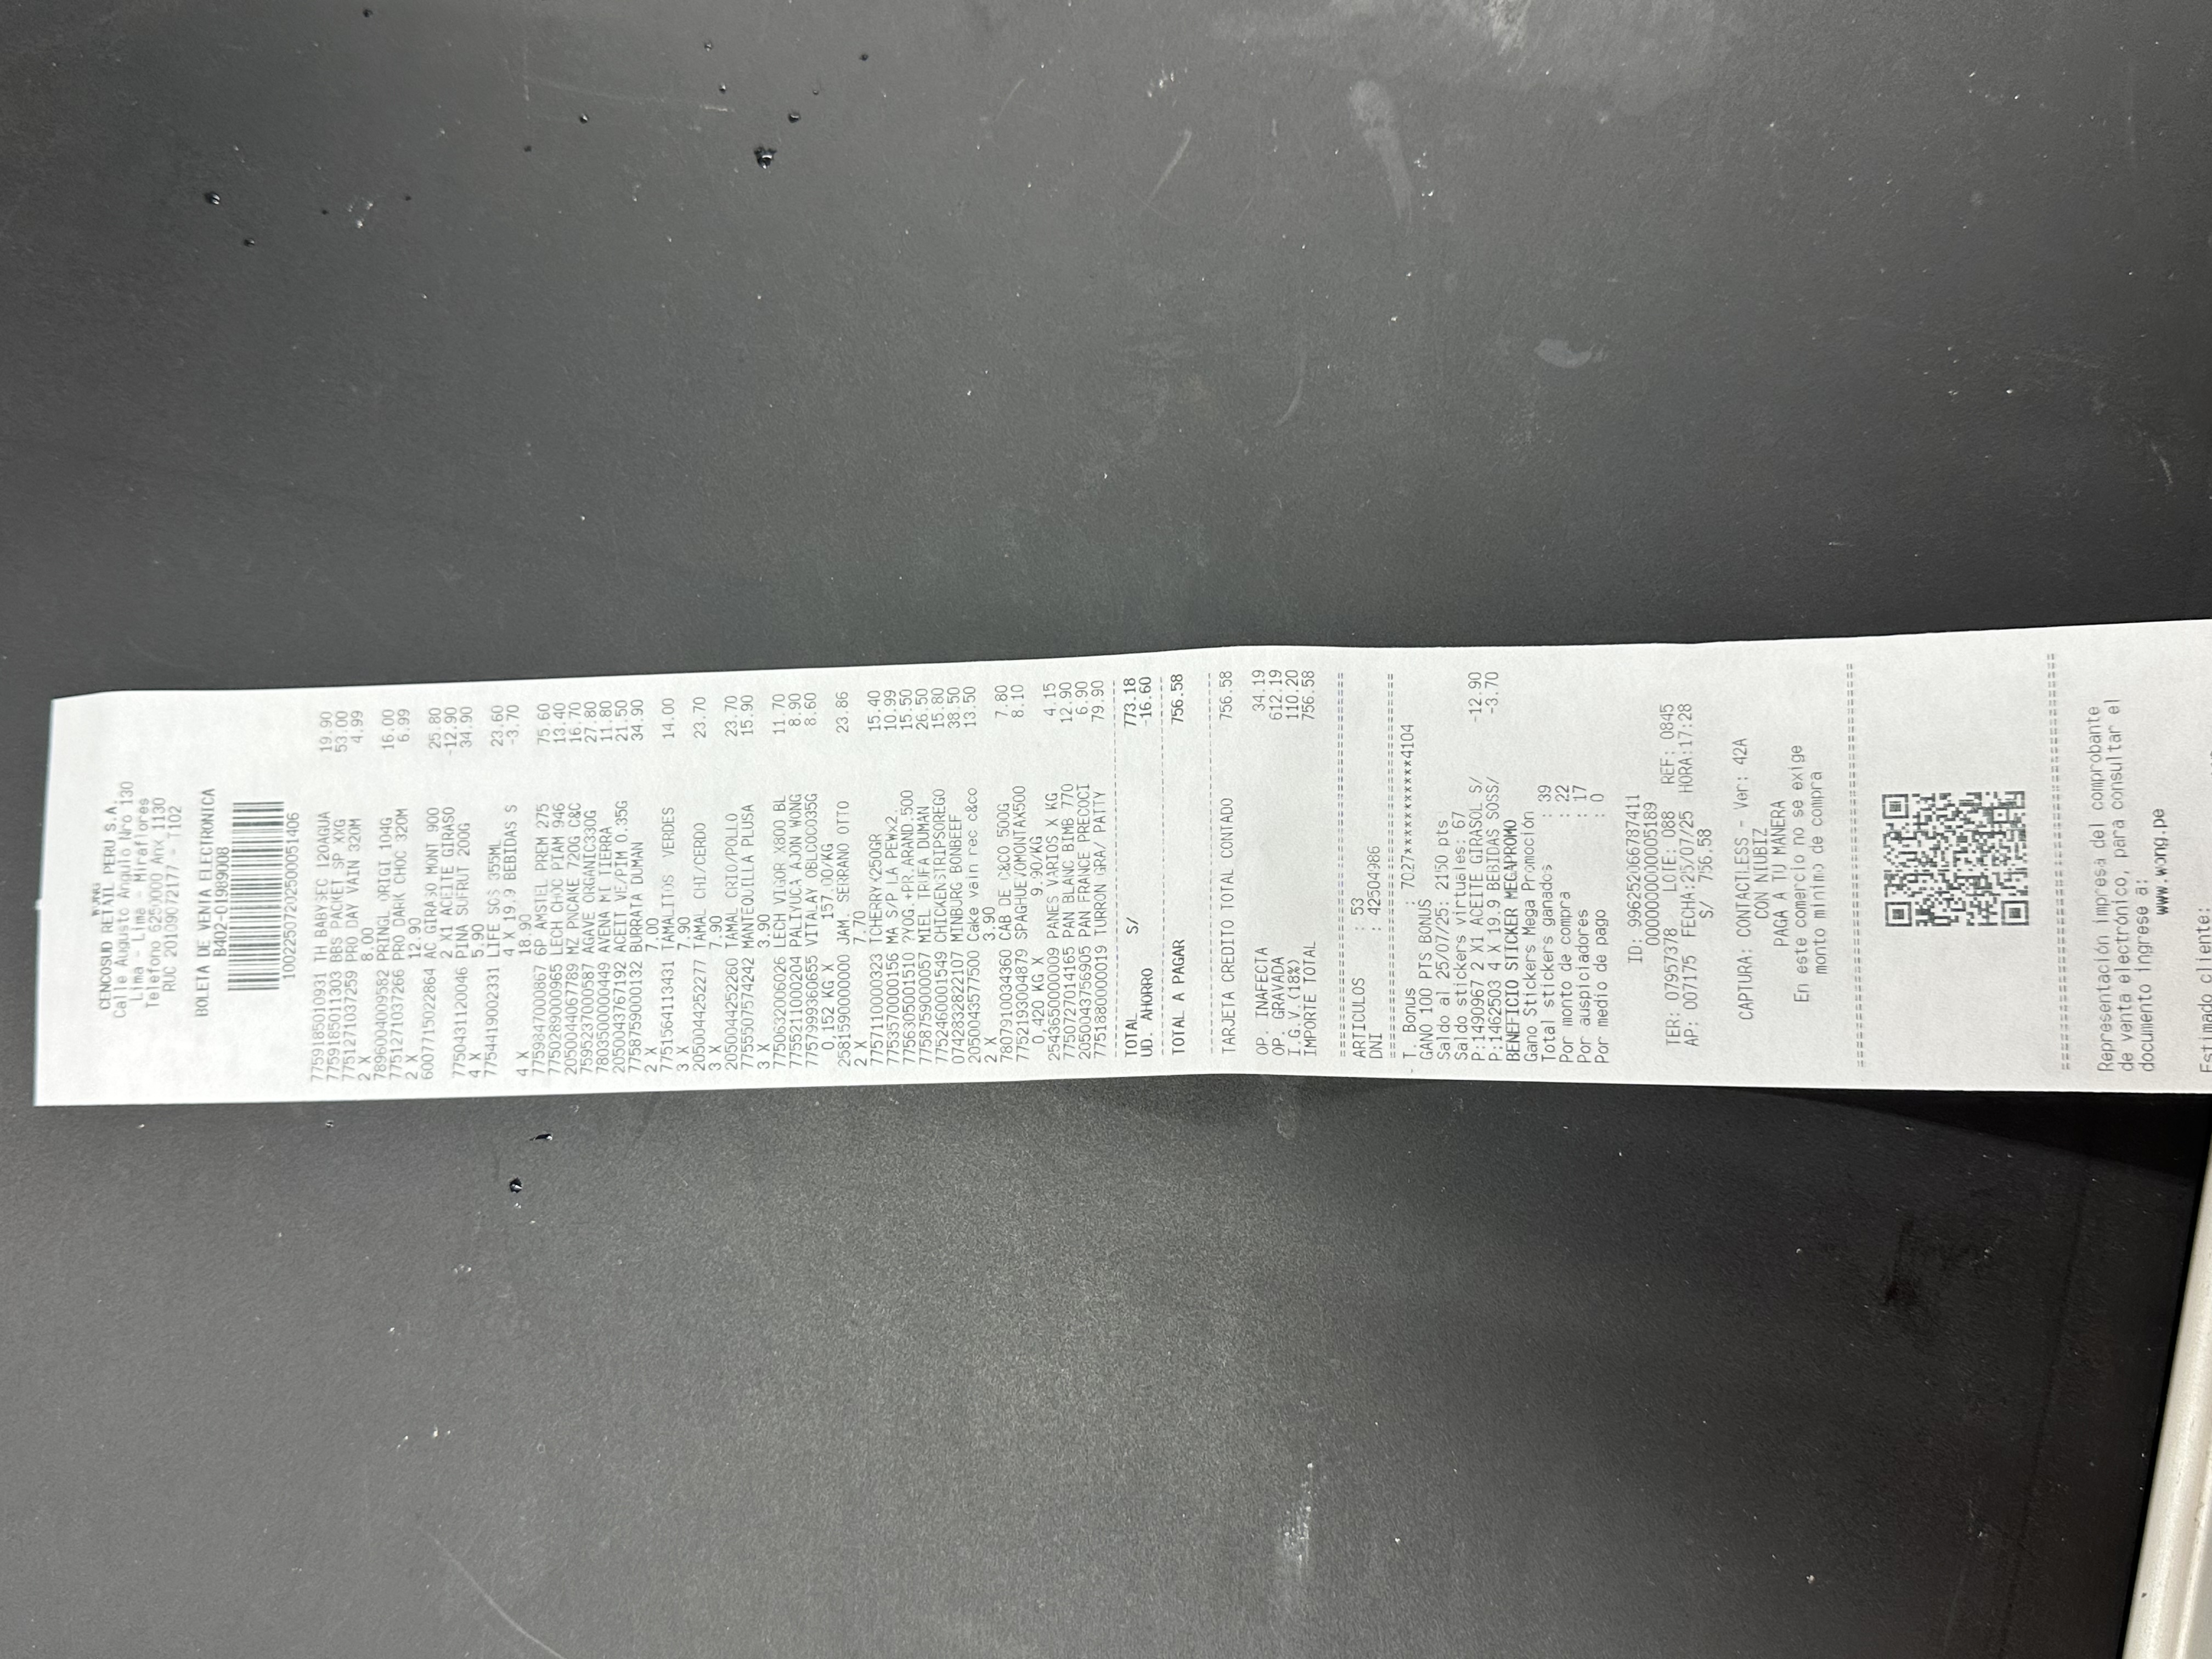 WONG
CENCOSUD RETAIL PERU S.A.
Calle Augusto Angulo Nro 130
Lima - Lima - Miraflores
Telefono 6250000 Anx 1130
RUC 20109072177 - T102
BOLETA DE VENTA ELECTRONICA
B402-01989008
10022507202500051406
7759185010931 TH BABYSEC 120AGUA 19.90
7759185011303 BBS PACKET SP XXG 53.00
7751271037259 PRO DAY VAIN 320M 4.99
2 X 8.00
7896004009582 PRINGL ORIGI 104G 16.00
7751271037266 PRO DARK CHOC 320M 6.99
2 X 12.90
6007715022864 AC GIRASO MONT 900 25.80
2 X1 ACEITE GIRASO -12.90
7750431120046 PINA SUFRUT 200G 34.90
4 X 5.90
7754419002331 LIFE SOS 355ML 23.60
4 X 19.9 BEBIDAS S -3.70
4 X 18.90
7759847000867 6P AMSTEL PREM 275 75.60
7750289000965 LECH CHOC PIAM 946 13.40
2050044067789 MZ PNCAKE 720G C&C 16.70
7595237000587 AGAVE ORGANIC330G 27.80
7803500000449 AVENA MI TIERRA 11.80
2050043767192 ACEIT VE/PIM 0.35G 21.50
7758759000132 BURRATA DUMAN 34.90
2 X 7.00
7751564113431 TAMALITOS VERDES 14.00
3 X 7.90
2050044252277 TAMAL CHI/CERDO 23.70
3 X 7.90
2050044252260 TAMAL CRIO/POLLO 23.70
7755507574242 MANTEQUILLA PLUSA 15.90
3 X 3.90
7750632006026 LECH VIGOR X800 BL 11.70
7755211000204 PALIYUCA AJON WONG 8.90
7757999360655 VITALAY OBLCOCO35G 8.60
0,152 KG X 157.00/KG
2581590000000 JAM. SERRANO OTTO 23.86
2 X 7.70
7757110000323 TCHERRYX250GR 15.40
7753570000156 MA S/P LA PEWx2. 10.99
7756305001510 ?YOG.+PR.ARAND.500 15.50
7758759000057 MIEL TRUFA DUMAN 26.50
7752460001549 CHICKENSTRIPSOREGO 15.80
0742832822107 MINBURG BONBEEF 38.50
2050043577500 Cake vain rec c&co 13.50
2 X 3.90
7807910034360 CAB DE C&CO 500G 7.80
7752193004879 SPAGHUEVOMONTAX500 8.10
0,420 KG X 9.90/KG
2543650000009 PANES VARIOS X KG 4.15
7750727014165 PAN BLANC BIMB 770 12.90
2050043756905 PAN FRANCE PRECOCI 6.90
7751880000019 TURRON GRA/ PATTY 79.90
TOTAL S/ 773.18
UD. AHORRO -16.60
TOTAL A PAGAR 756.58
TARJETA CREDITO TOTAL CONTADO 756.58
OP. INAFECTA 34.19
OP. GRAVADA 612.19
I.G.V.(18%) 110.20
IMPORTE TOTAL 756.58
ARTICULOS : 53
DNI : 42504986
- T. Bonus : 7027***********4104
GANO 100 PTS BONUS
Saldo al 25/07/25: 2150 pts
Saldo stickers virtuales: 67
P:1490967 2 X1 ACEITE GIRASOL S/ -12.90
P:1462503 4 X 19.9 BEBIDAS SOSS/ -3.70
BENEFICIO STICKER MEGAPROMO
Gano Stickers Mega Promoción
Total stickers ganados : 39
Por monto de compra : 22
Por auspiciadores : 17
Por medio de pago : 0
ID: 996252066787411
0000000000005189
TER: 07957378 LOTE: 088 REF: 0845
AP: 007175 FECHA:25/07/25 HORA:17:28
S/ 756.58
CAPTURA: CONTACTLESS - Ver: 42A
CON NIUBIZ
PAGA A TU MANERA
En este comercio no se exige
monto minimo de compra
Representación impresa del comprobante
de venta electrónico, para consultar el
documento ingrese a:
www.wong.pe
Estimado cliente: